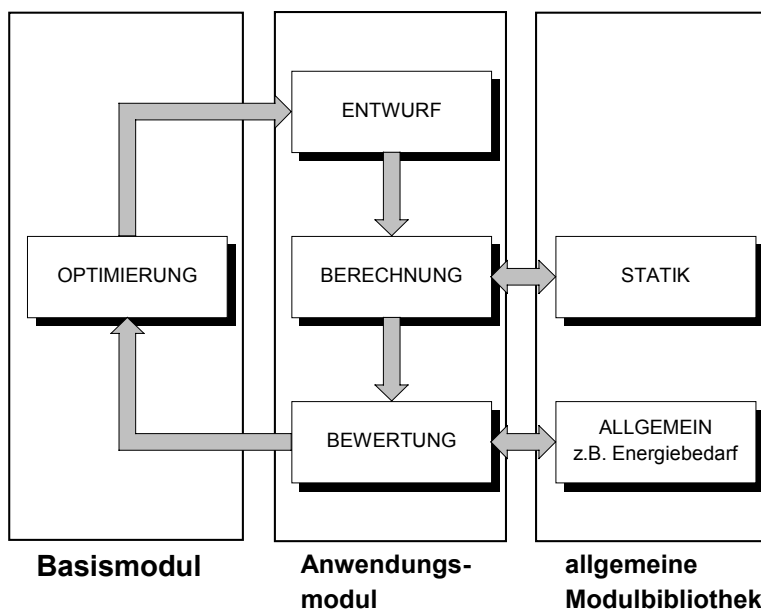 ENTWURF
OPTIMIERUNG
BERECHNUNG
STATIK
BEWERTUNG
ALLGEMEIN
z.B. Energiebedarf
Basismodul
Anwendungs-
modul
allgemeine
Modulbibliothek